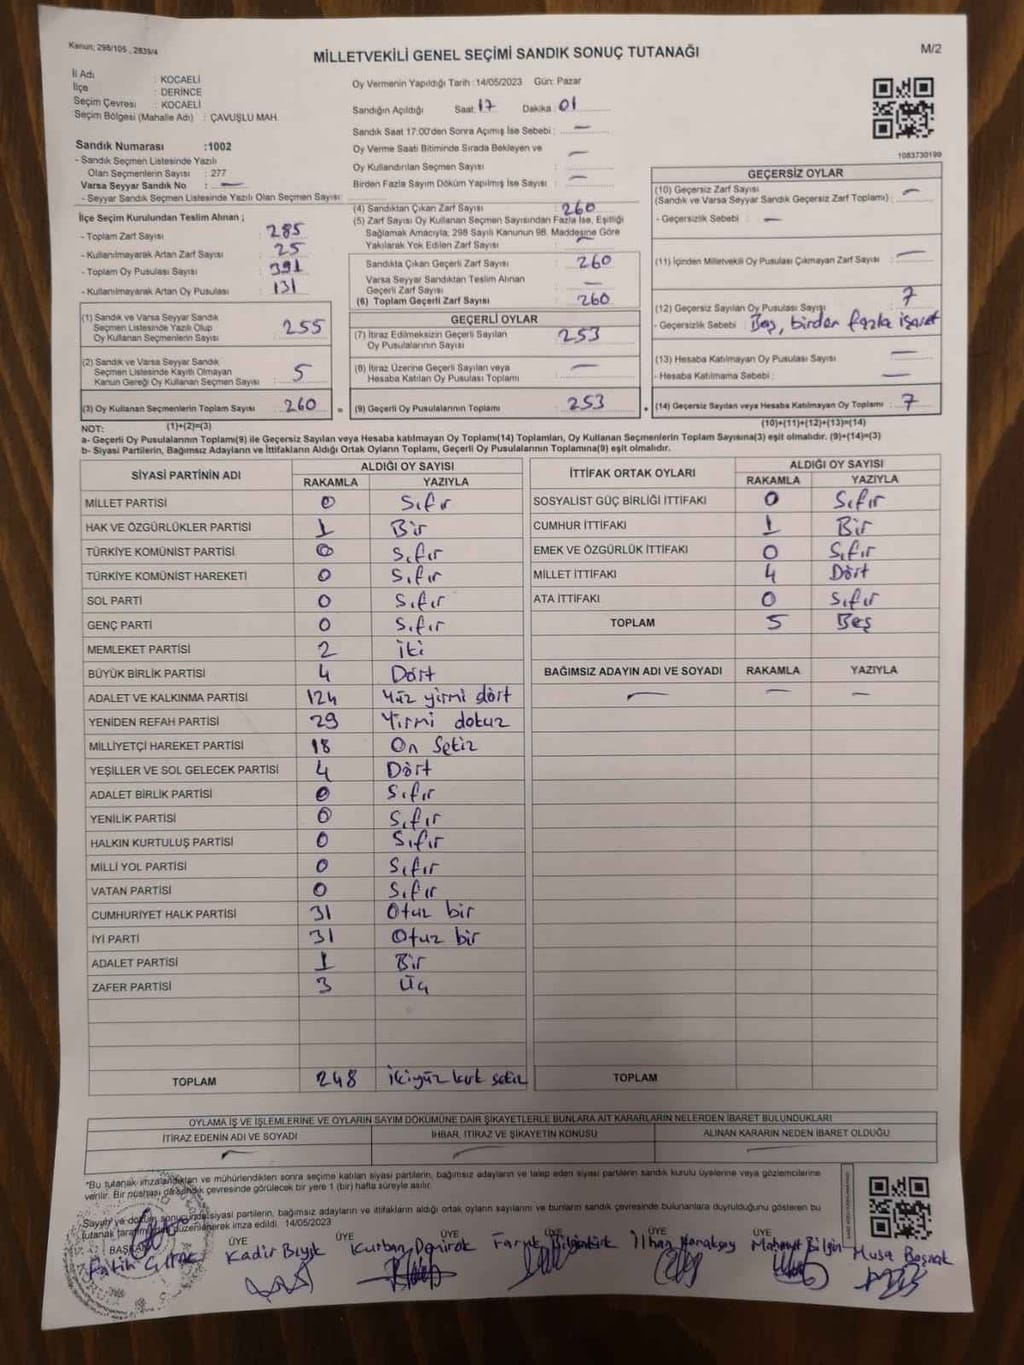 Kanun; 298/105 , 2839/4
MİLLETVEKİLİ GENEL SEÇİMİ SANDIK SONUÇ TUTANAĞI
M/2
İl Adı : KOCAELİ
İlçe : DERİNCE
Seçim Çevresi : KOCAELİ
Seçim Bölgesi (Mahalle Adı) : ÇAVUŞLU MAH.
Sandık Numarası :1002
- Sandık Seçmen Listesinde Yazılı
Olan Seçmenlerin Sayısı : 277
Varsa Seyyar Sandık No : —
- Seyyar Sandık Seçmen Listesinde Yazılı Olan Seçmen Sayısı:
Oy Vermenin Yapıldığı Tarih : 14/05/2023 Gün: Pazar
Sandığın Açıldığı Saat: 17 Dakika : 01
Sandık Saat 17:00'den Sonra Açımış İse Sebebi : —
Oy Verme Saati Bitiminde Sırada Bekleyen ve
Oy Kullandırılan Seçmen Sayısı : —
Birden Fazla Sayım Döküm Yapılmış İse Sayısı : —
1083730199
İlçe Seçim Kurulundan Teslim Alınan ;
- Toplam Zarf Sayısı : 285
- Kullanılmayarak Artan Zarf Sayısı : 25
- Toplam Oy Pusulası Sayısı : 391
- Kullanılmayarak Artan Oy Pusulası : 131
(1) Sandık ve Varsa Seyyar Sandık
Seçmen Listesinde Yazılı Olup
Oy Kullanan Seçmenlerin Sayısı : 255
(2) Sandık ve Varsa Seyyar Sandık
Seçmen Listesinde Kayıtlı Olmayan
Kanun Gereği Oy Kullanan Seçmen Sayısı : 5
(3) Oy Kullanan Seçmenlerin Toplam Sayısı : 260
(4) Sandıktan Çıkan Zarf Sayısı : 260
(5) Zarf Sayısı Oy Kullanan Seçmen Sayısından Fazla İse, Eşitliği
Sağlamak Amacıyla; 298 Sayılı Kanunun 98. Maddesine Göre
Yakılarak Yok Edilen Zarf Sayısı : —
Sandıkta Çıkan Geçerli Zarf Sayısı : 260
Varsa Seyyar Sandıktan Teslim Alınan
Geçerli Zarf Sayısı : —
(6) Toplam Geçerli Zarf Sayısı : 260
GEÇERLİ OYLAR
(7) İtiraz Edilmeksizin Geçerli Sayılan
Oy Pusulalarının Sayısı : 253
(8) İtiraz Üzerine Geçerli Sayılan veya
Hesaba Katılan Oy Pusulası Toplamı : —
= (9) Geçerli Oy Pusulalarının Toplamı : 253
GEÇERSİZ OYLAR
(10) Geçersiz Zarf Sayısı
(Sandık ve Varsa Seyyar Sandık Geçersiz Zarf Toplamı) : —
- Geçersizlik Sebebi : —
(11) İçinden Milletvekili Oy Pusulası Çıkmayan Zarf Sayısı : —
(12) Geçersiz Sayılan Oy Pusulası Sayısı : 7
- Geçersizlik Sebebi : Boş, birden fazla işaret
(13) Hesaba Katılmayan Oy Pusulası Sayısı : —
- Hesaba Katılmama Sebebi : —
+ (14) Geçersiz Sayılan veya Hesaba Katılmayan Oy Toplamı : 7
NOT: (1)+(2)=(3) (10)+(11)+(12)+(13)=(14)
a- Geçerli Oy Pusulalarının Toplamı(9) ile Geçersiz Sayılan veya Hesaba katılmayan Oy Toplamı(14) Toplamları, Oy Kullanan Seçmenlerin Toplam Sayısına(3) eşit olmalıdır. (9)+(14)=(3)
b- Siyasi Partilerin, Bağımsız Adayların ve İttifakların Aldığı Ortak Oyların Toplamı, Geçerli Oy Pusulalarının Toplamına(9) eşit olmalıdır.
SİYASİ PARTİNİN ADI ALDIĞI OY SAYISI
RAKAMLA YAZIYLA
MİLLET PARTİSİ 0 Sıfır
HAK VE ÖZGÜRLÜKLER PARTİSİ 1 Bir
TÜRKİYE KOMÜNİST PARTİSİ 0 Sıfır
TÜRKİYE KOMÜNİST HAREKETİ 0 Sıfır
SOL PARTİ 0 Sıfır
GENÇ PARTİ 0 Sıfır
MEMLEKET PARTİSİ 2 İki
BÜYÜK BİRLİK PARTİSİ 4 Dört
ADALET VE KALKINMA PARTİSİ 124 Yüz yirmi dört
YENİDEN REFAH PARTİSİ 29 Yirmi dokuz
MİLLİYETÇİ HAREKET PARTİSİ 18 On Sekiz
YEŞİLLER VE SOL GELECEK PARTİSİ 4 Dört
ADALET BİRLİK PARTİSİ 0 Sıfır
YENİLİK PARTİSİ 0 Sıfır
HALKIN KURTULUŞ PARTİSİ 0 Sıfır
MİLLİ YOL PARTİSİ 0 Sıfır
VATAN PARTİSİ 0 Sıfır
CUMHURİYET HALK PARTİSİ 31 Otuz bir
İYİ PARTİ 31 Otuz bir
ADALET PARTİSİ 1 Bir
ZAFER PARTİSİ 3 Üç
TOPLAM 248 İkiyüz kırk sekiz
İTTİFAK ORTAK OYLARI ALDIĞI OY SAYISI
RAKAMLA YAZIYLA
SOSYALİST GÜÇ BİRLİĞİ İTTİFAKI 0 Sıfır
CUMHUR İTTİFAKI 1 Bir
EMEK VE ÖZGÜRLÜK İTTİFAKI 0 Sıfır
MİLLET İTTİFAKI 4 Dört
ATA İTTİFAKI 0 Sıfır
TOPLAM 5 Beş
BAĞIMSIZ ADAYIN ADI VE SOYADI RAKAMLA YAZIYLA
— — —
TOPLAM
OYLAMA İŞ VE İŞLEMLERİNE VE OYLARIN SAYIM DÖKÜMÜNE DAİR ŞİKAYETLERLE BUNLARA AİT KARARLARIN NELERDEN İBARET BULUNDUKLARI
İTİRAZ EDENİN ADI VE SOYADI İHBAR, İTİRAZ VE ŞİKAYETİN KONUSU ALINAN KARARIN NEDEN İBARET OLDUĞU
"Bu tutanak imzalandıktan ve mühürlendikten sonra seçime katılan siyasi partilerin, bağımsız adayların ve talep eden siyasi partilerin sandık kurulu üyelerine veya gözlemcilerine
verilir. Bir nüshası da sandık çevresinde görülecek bir yere 1 (bir) hafta süreyle asılır.
Sayım ve döküm sonucunda siyasi partilerin, bağımsız adayların ve ittifakların aldığı ortak oyların sayılarını ve bunların sandık çevresinde bulunanlara duyrulduğunu gösteren bu
tutanak tarafımızdan düzenlenerek imza edildi. 14/05/2023
BAŞKAN ÜYE ÜYE ÜYE ÜYE ÜYE
Fatih Kadir Bıyık Kurban Demirok Faruk İlhan Mahmut Bilgin Musa Boşnak